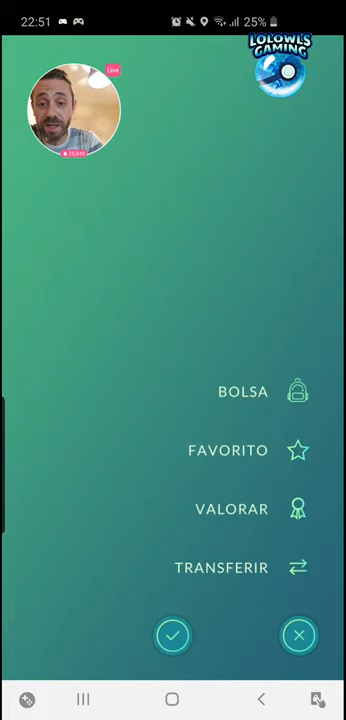 22:51
25%
LOLOWLS
GAMING
Live
BOLSA
FAVORITO
VALORAR
TRANSFERIR